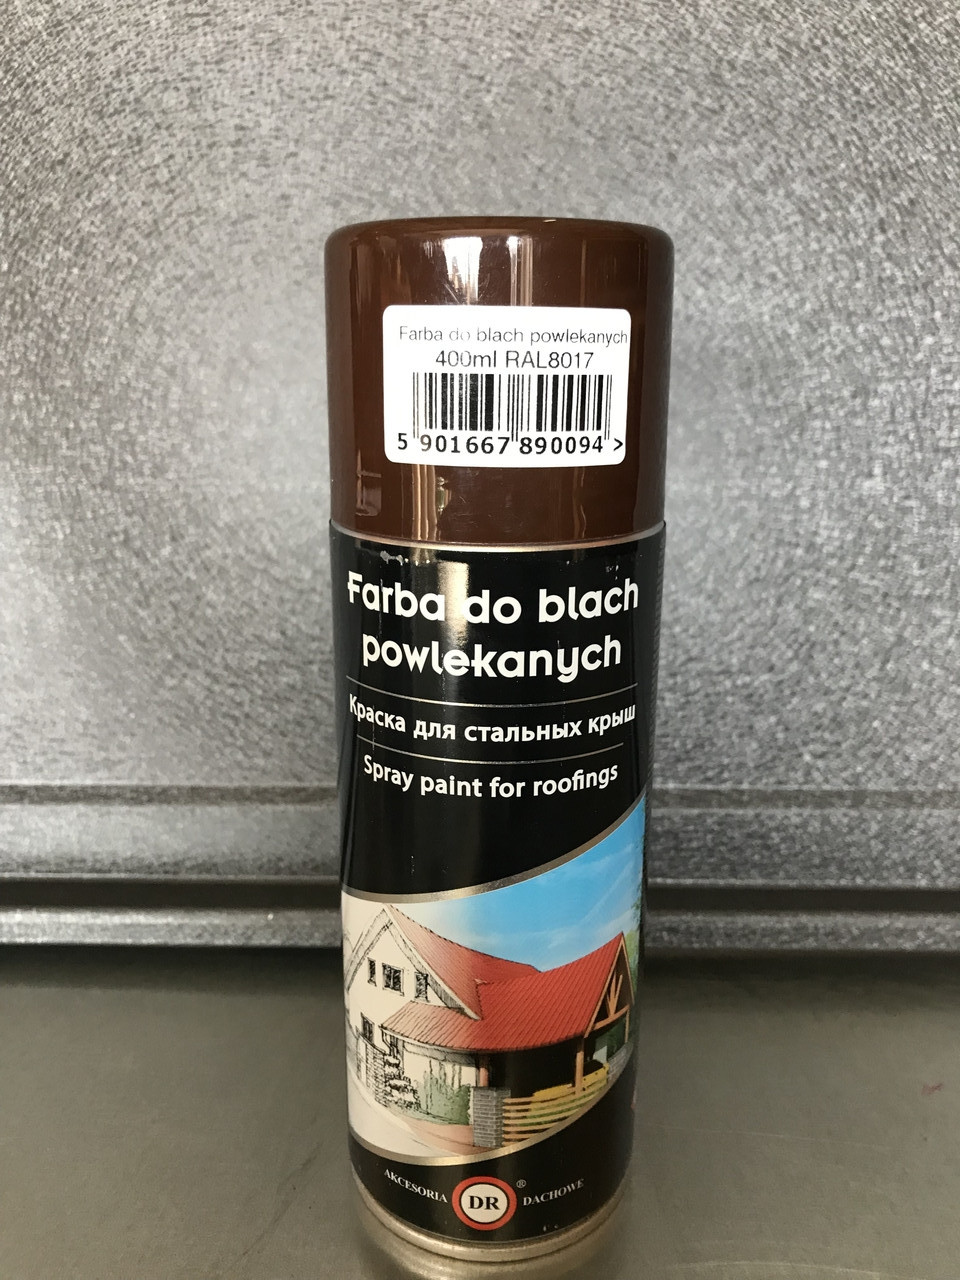 Farba do blach powlekanych
400ml RAL8017
5 901667 890094 >
Farba do blach
powlekanych
Краска для стальных крыш
Spray paint for roofings
AKCESORIA DR ® DACHOWE